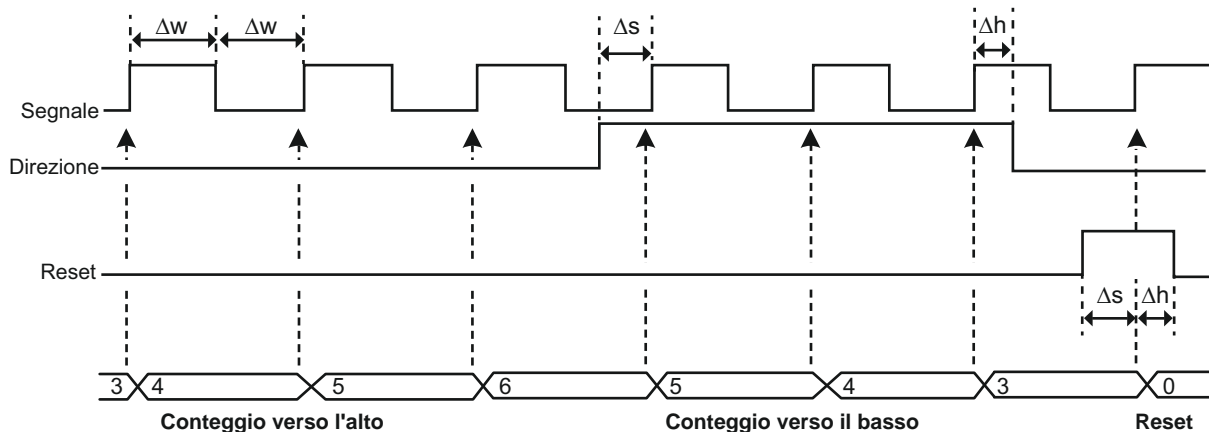 Δw Δw Δs Δh
Segnale
Direzione
Reset
Δs Δh
3 4 5 6 5 4 3 0
Conteggio verso l'alto Conteggio verso il basso Reset